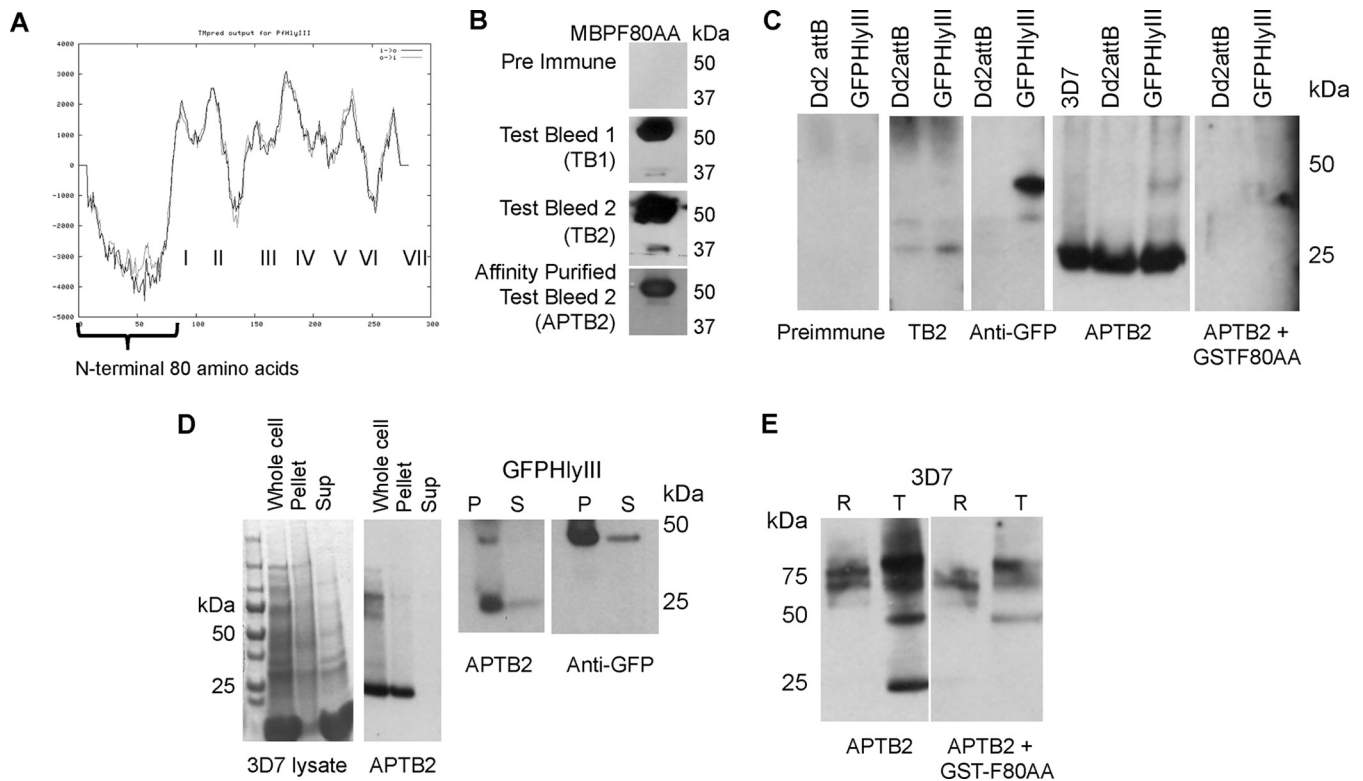 A
TMpred output for PfHlyIII
4000
3000
2000
1000
0
-1000
-2000
-3000
-4000
-5000
i->o
o->i
I II III IV V VI VII
0 50 100 150 200 250 300
N-terminal 80 amino acids
B
MBPF80AA kDa
Pre Immune
50
37
Test Bleed 1
(TB1)
50
37
Test Bleed 2
(TB2)
50
37
Affinity Purified
Test Bleed 2
(APTB2)
50
37
C
Dd2 attB
GFPHlyIII
Dd2attB
GFPHlyIII
Dd2attB
GFPHlyIII
3D7
Dd2attB
GFPHlyIII
Dd2attB
GFPHlyIII
kDa
50
25
Preimmune TB2 Anti-GFP APTB2 APTB2 +
GSTF80AA
D
Whole cell
Pellet
Sup
Whole cell
Pellet
Sup
kDa
50
25
3D7 lysate APTB2
GFPHlyIII
P S P S
kDa
50
25
APTB2 Anti-GFP
E
3D7
R T R T
kDa
75
50
25
APTB2 APTB2 +
GST-F80AA